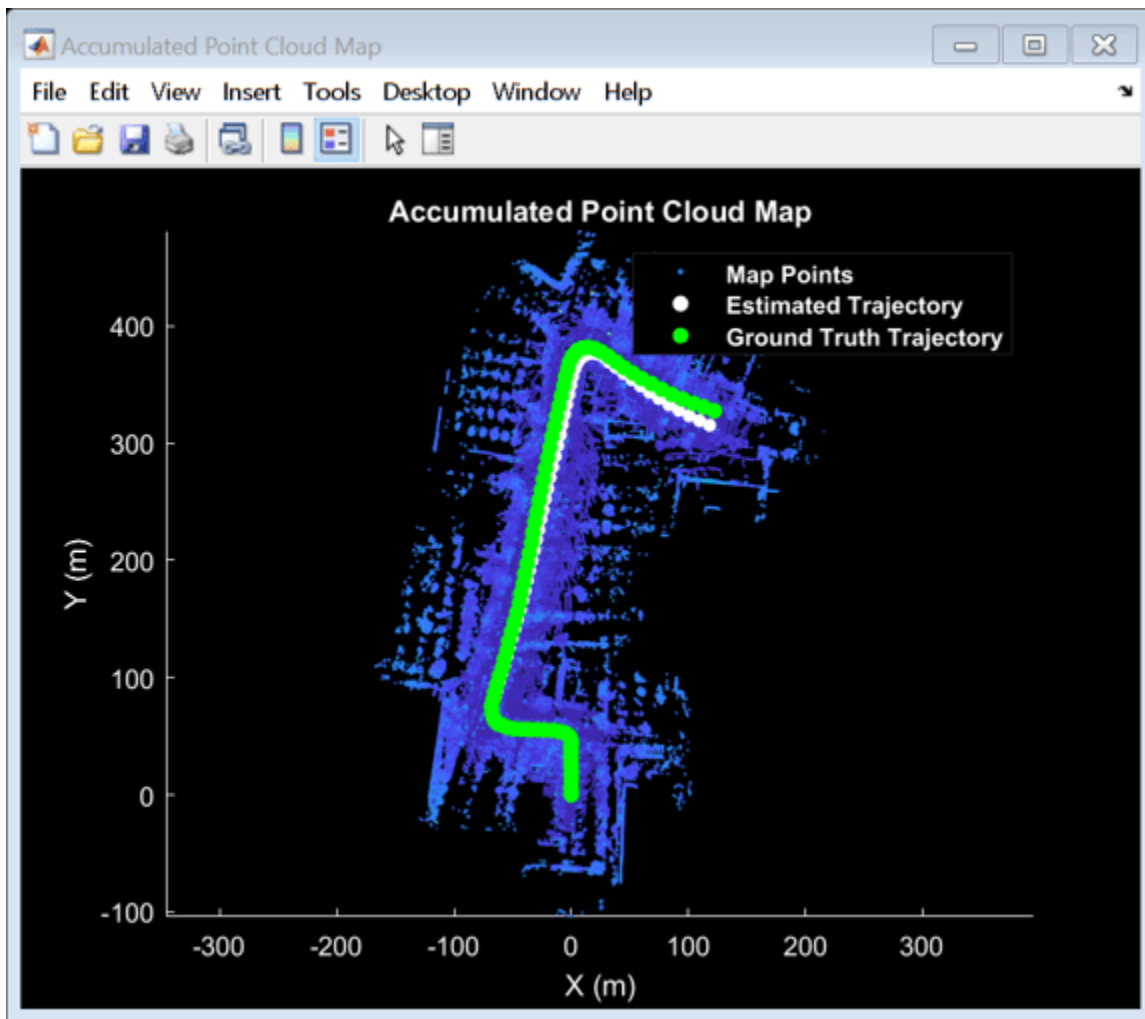 Accumulated Point Cloud Map
File Edit View Insert Tools Desktop Window Help
Accumulated Point Cloud Map
Map Points
Estimated Trajectory
Ground Truth Trajectory
400
300
200
100
0
-100
Y (m)
-300 -200 -100 0 100 200 300
X (m)